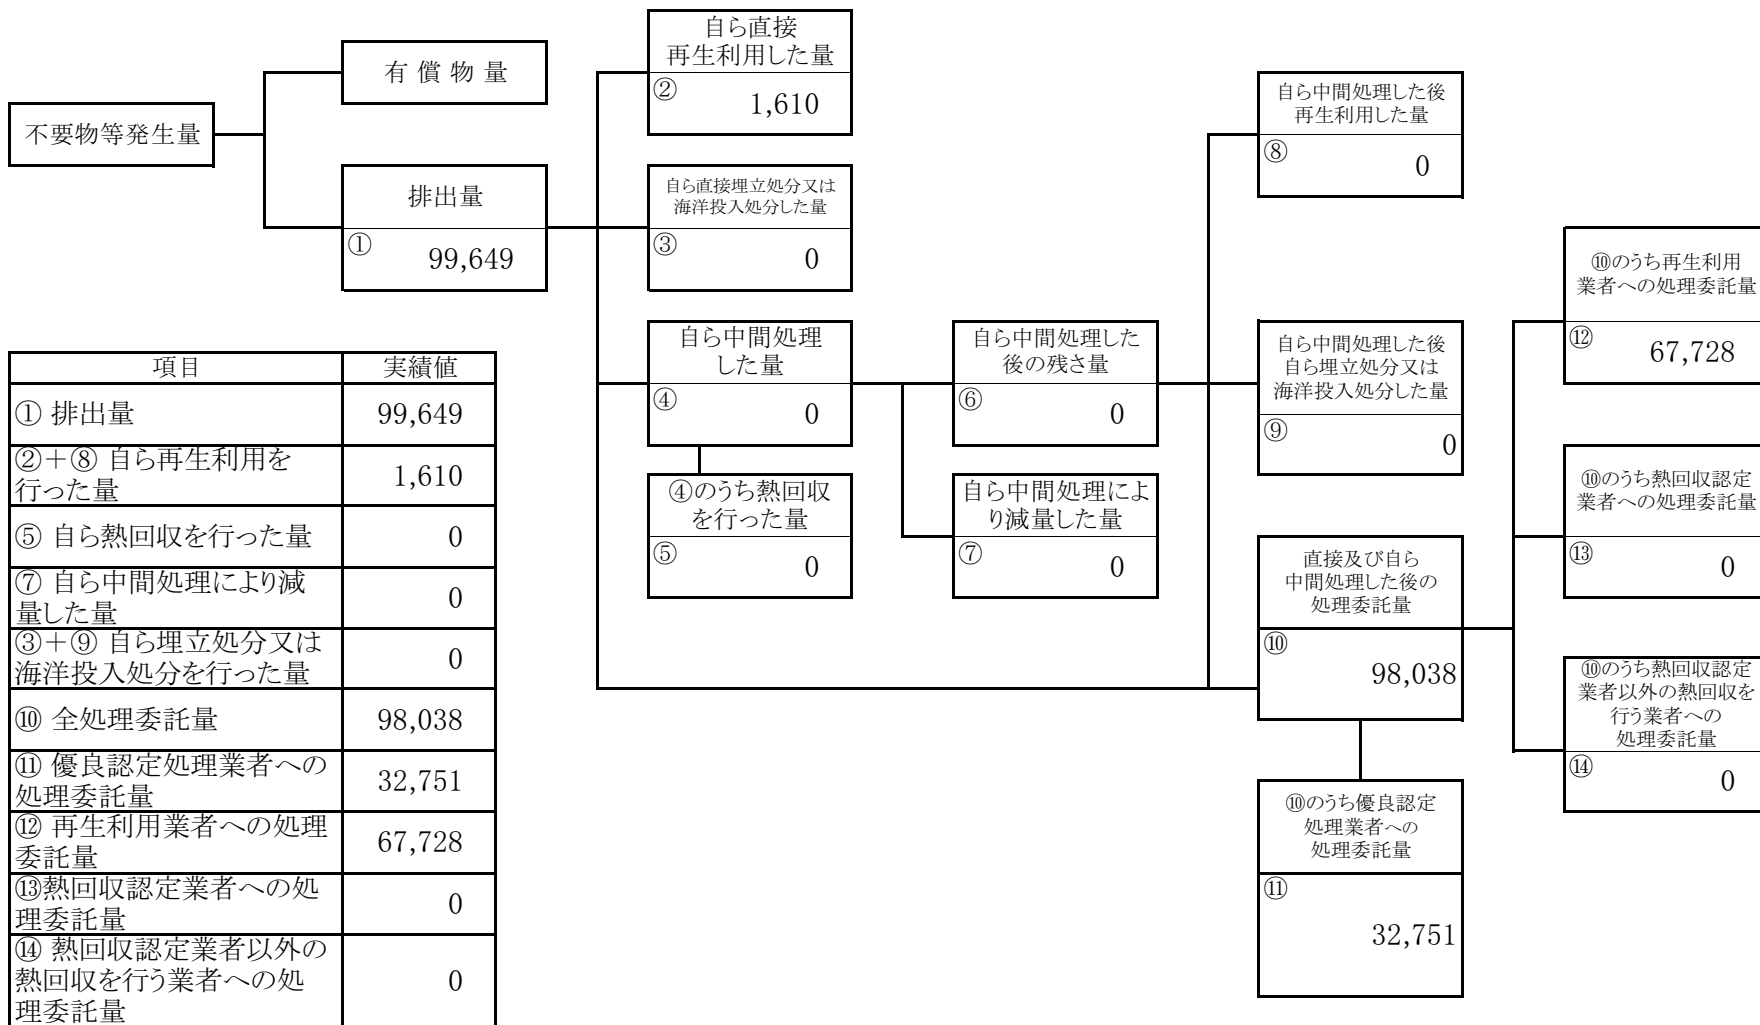 不要物等発生量
有償物量
排出量
① 99,649
自ら直接
再生利用した量
② 1,610
自ら直接埋立処分又は
海洋投入処分した量
③ 0
自ら中間処理
した量
④ 0
④のうち熱回収
を行った量
⑤ 0
自ら中間処理した
後の残さ量
⑥ 0
自ら中間処理によ
り減量した量
⑦ 0
自ら中間処理した後
再生利用した量
⑧ 0
自ら中間処理した後
自ら埋立処分又は
海洋投入処分した量
⑨ 0
直接及び自ら
中間処理した後の
処理委託量
⑩
98,038
⑩のうち優良認定
処理業者への
処理委託量
⑪
32,751
⑩のうち再生利用
業者への処理委託量
⑫ 67,728
⑩のうち熱回収認定
業者への処理委託量
⑬ 0
⑩のうち熱回収認定
業者以外の熱回収を
行う業者への
処理委託量
⑭ 0
項目 実績値
① 排出量 99,649
②＋⑧ 自ら再生利用を
行った量 1,610
⑤ 自ら熱回収を行った量 0
⑦ 自ら中間処理により減
量した量 0
③＋⑨ 自ら埋立処分又は
海洋投入処分を行った量 0
⑩ 全処理委託量 98,038
⑪ 優良認定処理業者への
処理委託量 32,751
⑫ 再生利用業者への処理
委託量 67,728
⑬熱回収認定業者への処
理委託量 0
⑭ 熱回収認定業者以外の
熱回収を行う業者への処
理委託量 0